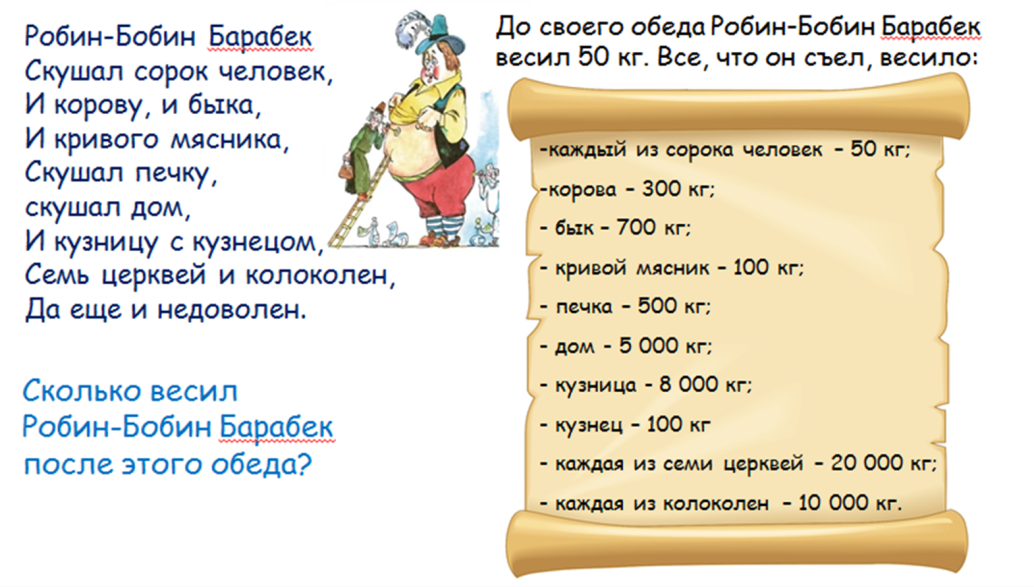 Робин-Бобин Барабек
Скушал сорок человек,
И корову, и быка,
И кривого мясника,
Скушал печку,
скушал дом,
И кузницу с кузнецом,
Семь церквей и колоколен,
Да еще и недоволен.
Сколько весил
Робин-Бобин Барабек
после этого обеда?
До своего обеда Робин-Бобин Барабек
весил 50 кг. Все, что он съел, весило:
-каждый из сорока человек – 50 кг;
-корова – 300 кг;
- бык – 700 кг;
- кривой мясник – 100 кг;
- печка – 500 кг;
- дом – 5 000 кг;
- кузница - 8 000 кг;
- кузнец – 100 кг
- каждая из семи церквей – 20 000 кг;
- каждая из колоколен – 10 000 кг.